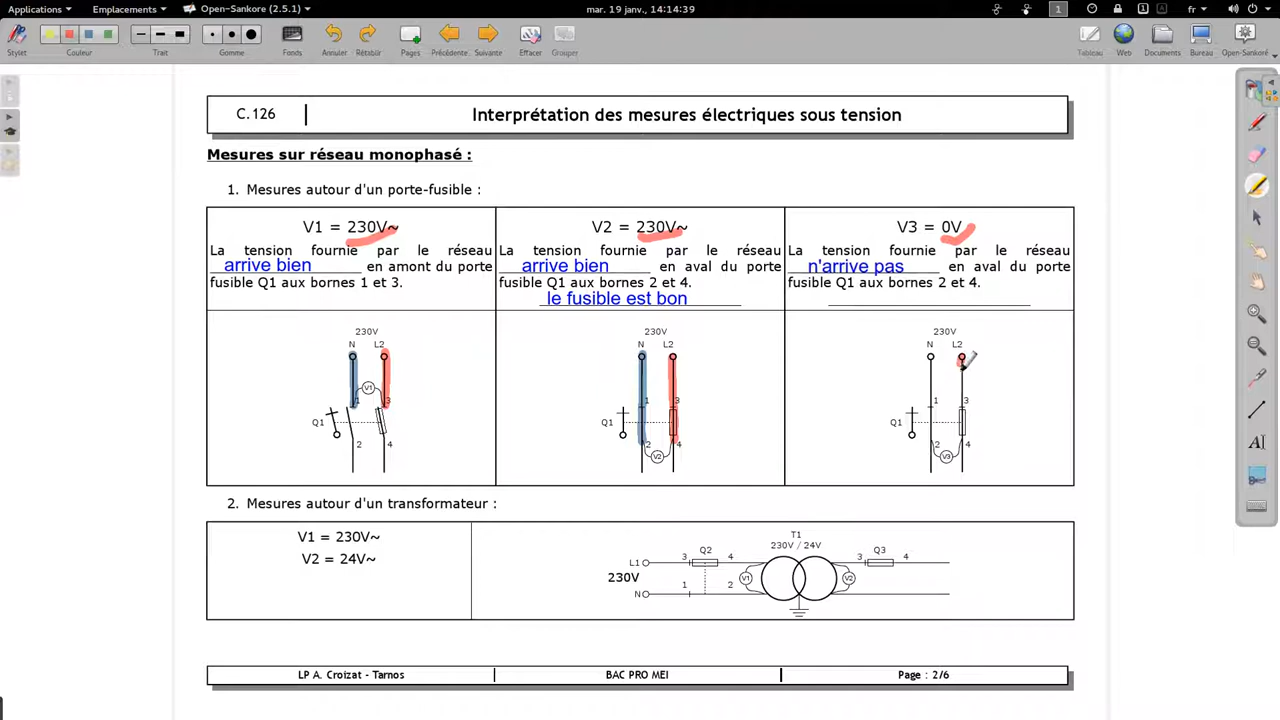 Applications
Emplacements
Open-Sankore (2.5.1)
mar. 19 janv., 14:14:39
1
1
A
fr
Stylet
Couleur
Trait
Gomme
Fonds
Annuler
Rétablir
Pages
Précédente
Suivante
Effacer
Grouper
Tableau
Web
Documents
Bureau
Open-Sankoré
C.126
Interprétation des mesures électriques sous tension
Mesures sur réseau monophasé :
1. Mesures autour d'un porte-fusible :
V1 = 230V~
La tension fournie par le réseau
arrive bien en amont du porte
fusible Q1 aux bornes 1 et 3.
V2 = 230V~
La tension fournie par le réseau
arrive bien en aval du porte
fusible Q1 aux bornes 2 et 4.
le fusible est bon
V3 = 0V
La tension fournie par le réseau
n'arrive pas en aval du porte
fusible Q1 aux bornes 2 et 4.
230V
N L2
V1
1 3
Q1
2 4
230V
N L2
1 3
Q1
2 4
V2
230V
N L2
1 3
Q1
2 4
V3
2. Mesures autour d'un transformateur :
V1 = 230V~
V2 = 24V~
T1
230V / 24V
Q2
Q3
L1 3 4 3 4
230V
V1 V2
N 1 2
LP A. Croizat - Tarnos
BAC PRO MEI
Page : 2/6